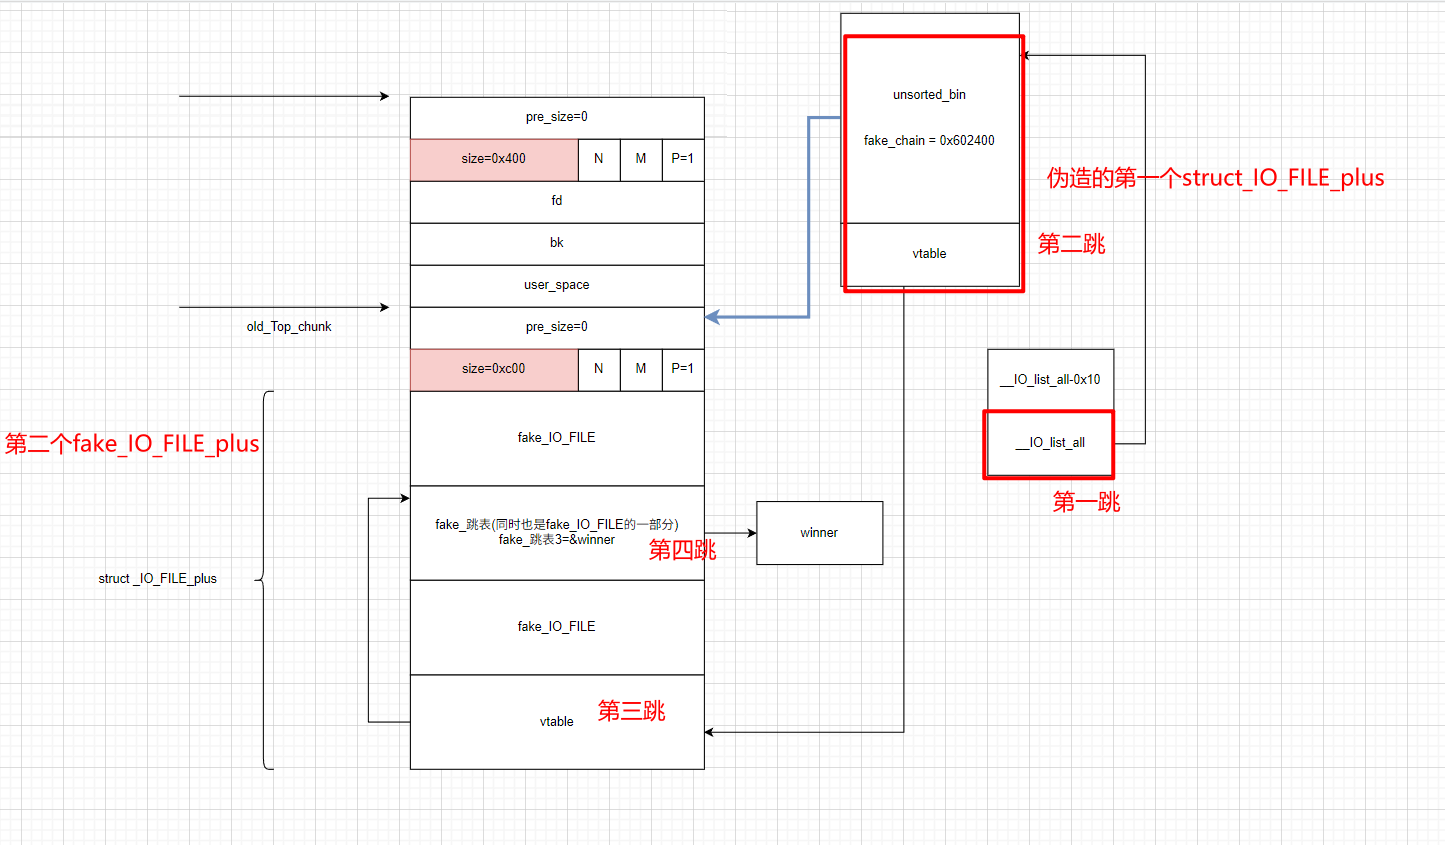 pre_size=0
size=0x400
N
M
P=1
fd
bk
user_space
old_Top_chunk
pre_size=0
size=0xc00
N
M
P=1
第二个fake_IO_FILE_plus
fake_IO_FILE
fake_跳表(同时也是fake_IO_FILE的一部分)
fake_跳表3=&winner
第四跳
winner
struct _IO_FILE_plus
fake_IO_FILE
vtable
第三跳
unsorted_bin
fake_chain = 0x602400
vtable
伪造的第一个struct_IO_FILE_plus
第二跳
__IO_list_all-0x10
__IO_list_all
第一跳